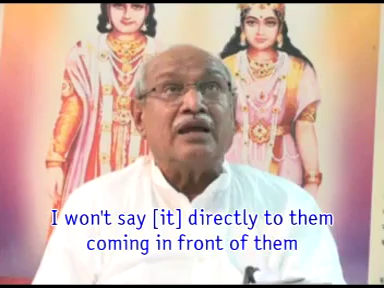 I won't say [it] directly to them
coming in front of them